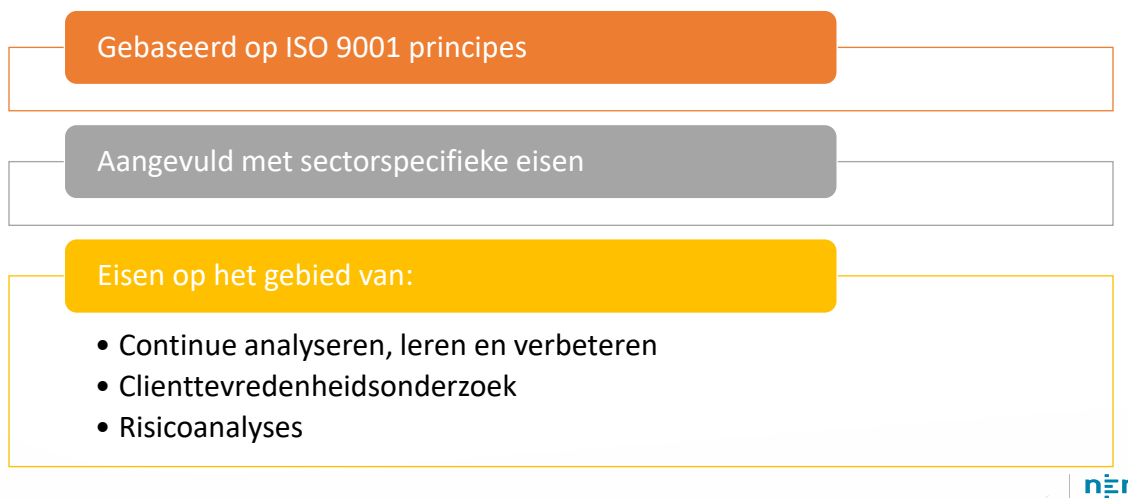 Gebaseerd op ISO 9001 principes
Aangevuld met sectorspecifieke eisen
Eisen op het gebied van:
• Continue analyseren, leren en verbeteren
• Clienttevredenheidsonderzoek
• Risicoanalyses